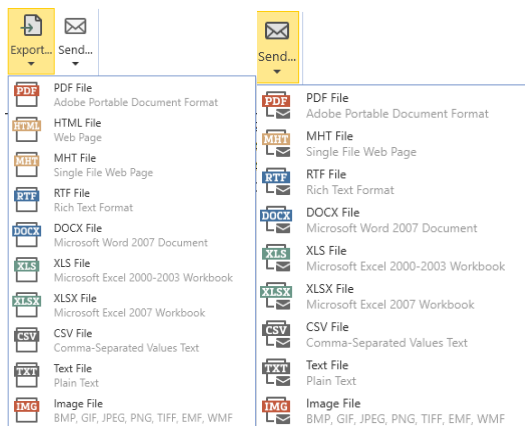 Export... Send...
PDF
PDF File
Adobe Portable Document Format
HTML
HTML File
Web Page
MHT
MHT File
Single File Web Page
RTF
RTF File
Rich Text Format
DOCX
DOCX File
Microsoft Word 2007 Document
XLS
XLS File
Microsoft Excel 2000-2003 Workbook
XLSX
XLSX File
Microsoft Excel 2007 Workbook
CSV
CSV File
Comma-Separated Values Text
TXT
Text File
Plain Text
IMG
Image File
BMP, GIF, JPEG, PNG, TIFF, EMF, WMF
Send...
PDF
PDF File
Adobe Portable Document Format
MHT
MHT File
Single File Web Page
RTF
RTF File
Rich Text Format
DOCX
DOCX File
Microsoft Word 2007 Document
XLS
XLS File
Microsoft Excel 2000-2003 Workbook
XLSX
XLSX File
Microsoft Excel 2007 Workbook
CSV
CSV File
Comma-Separated Values Text
TXT
Text File
Plain Text
IMG
Image File
BMP, GIF, JPEG, PNG, TIFF, EMF, WMF